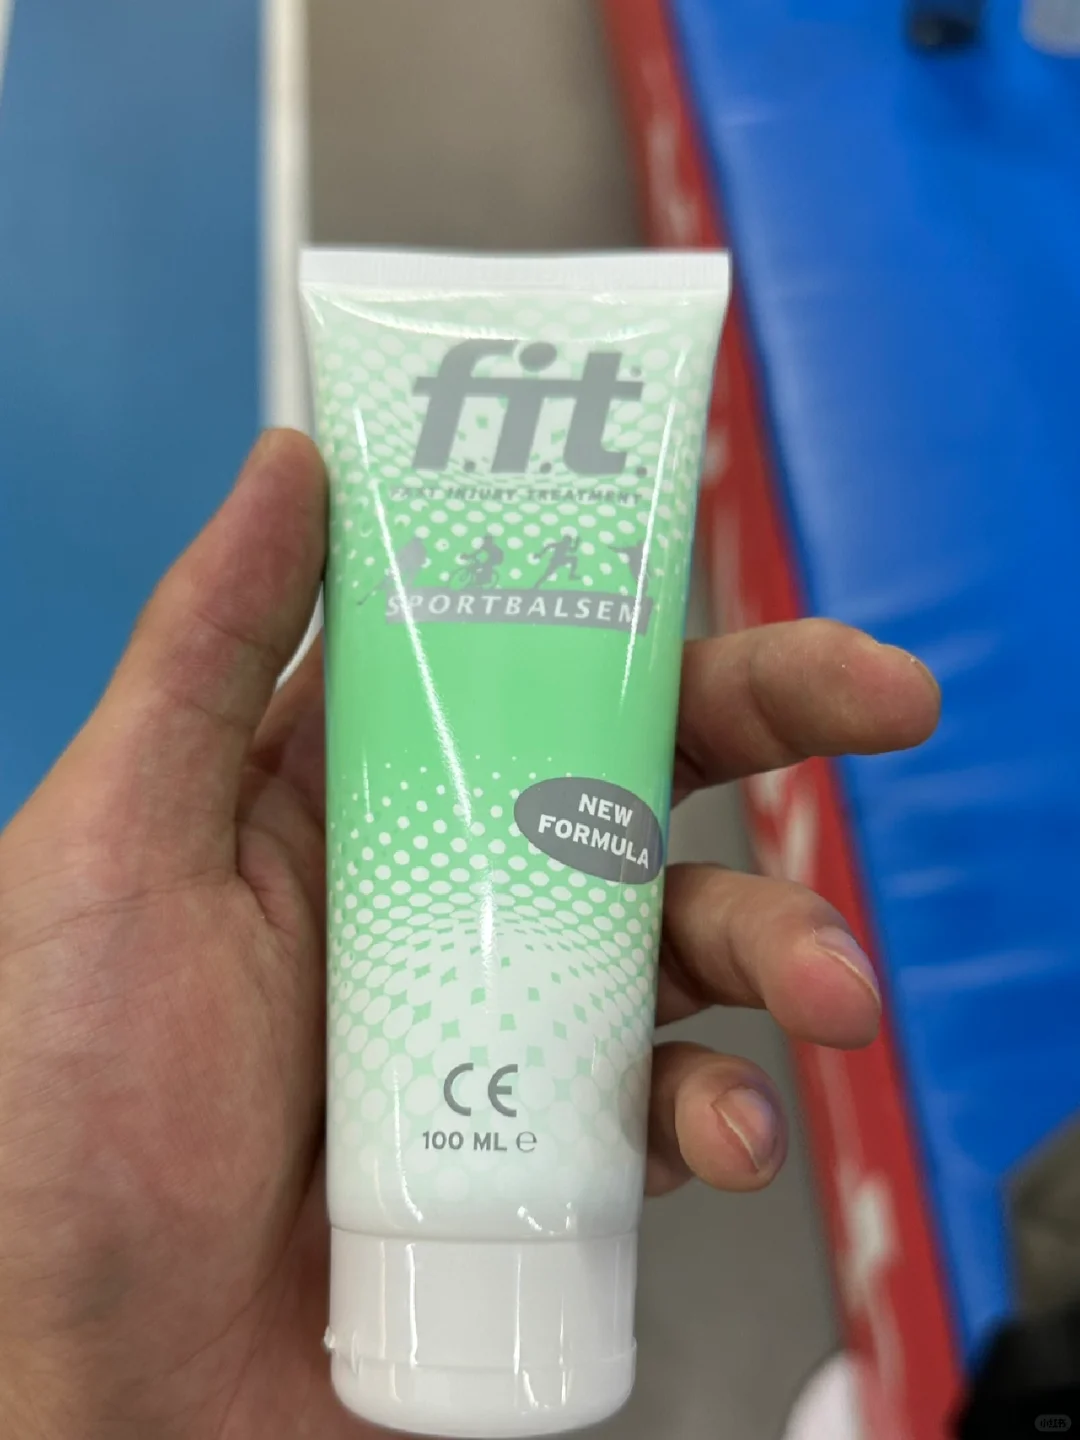 f.i.t.
FAST INJURY TREATMENT
SPORTBALSEM
NEW
FORMULA
CE
100 ML ℮